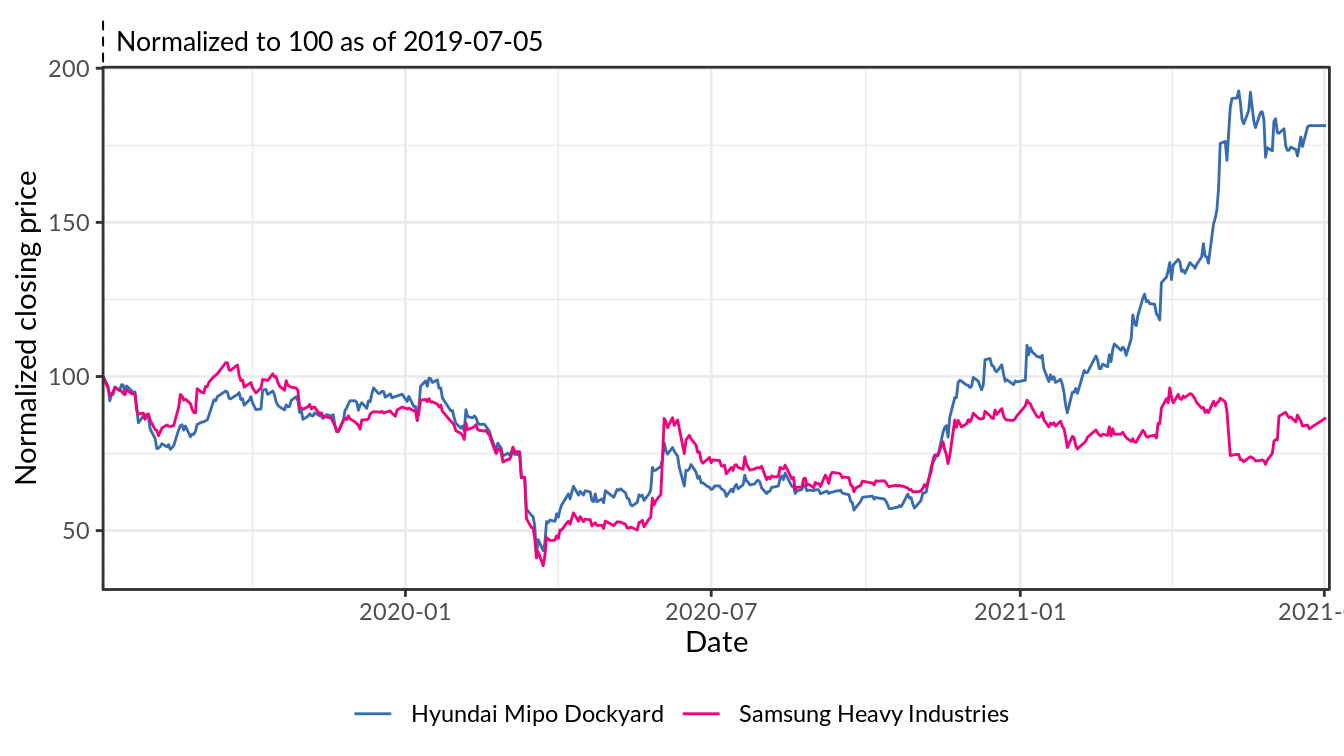 Normalized to 100 as of 2019-07-05
200
150
100
50
Normalized closing price
2020-01
2020-07
2021-01
2021-
Date
Hyundai Mipo Dockyard
Samsung Heavy Industries